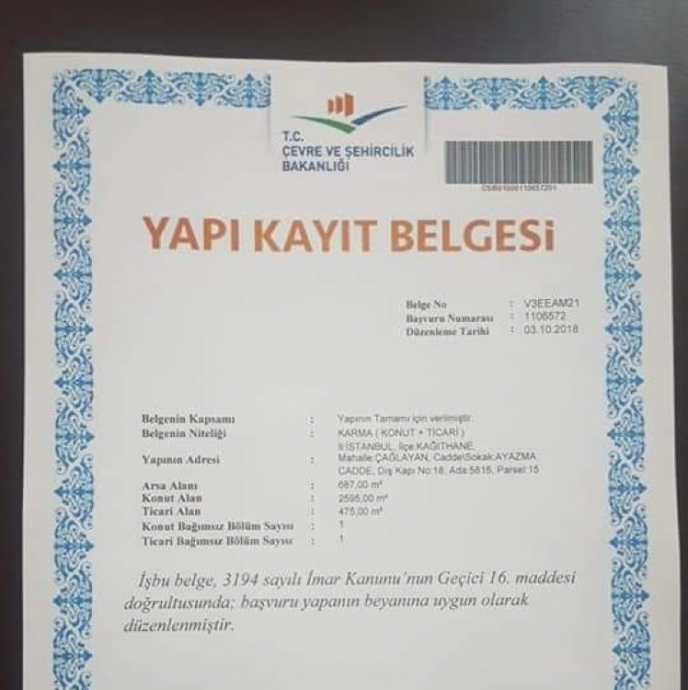 T.C.
ÇEVRE VE ŞEHİRCİLİK
BAKANLIĞI
YAPI KAYIT BELGESİ
Belge No : V3EEAM21
Başvuru Numarası : 1106572
Düzenleme Tarihi : 03.10.2018
Belgenin Kapsamı : Yapının Tamamı için verilmiştir.
Belgenin Niteliği : KARMA ( KONUT + TİCARİ )
Yapının Adresi : İl:İSTANBUL, İlçe:KAĞITHANE,
Mahalle:ÇAĞLAYAN, Cadde\Sokak:AYAZMA
CADDE, Dış Kapı No:18, Ada:5815, Parsel:15
Arsa Alanı : 687,00 m²
Konut Alan : 2595,00 m²
Ticari Alan : 475,00 m²
Konut Bağımsız Bölüm Sayısı : 1
Ticari Bağımsız Bölüm Sayısı : 1
İşbu belge, 3194 sayılı İmar Kanunu'nun Geçici 16. maddesi
doğrultusunda; başvuru yapanın beyanına uygun olarak
düzenlenmiştir.